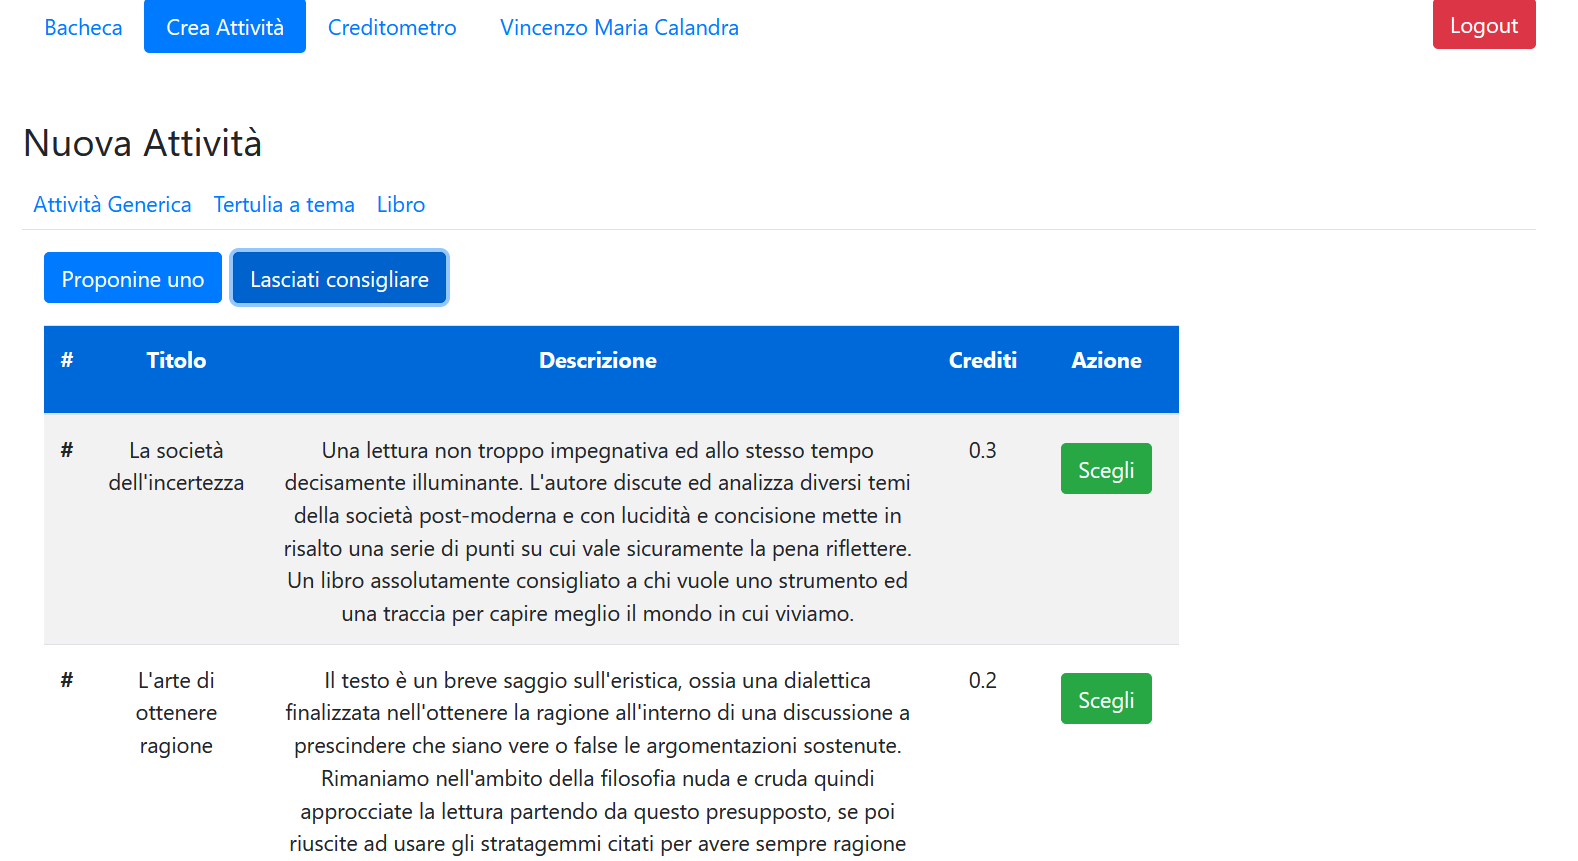 Bacheca Crea Attività Creditometro Vincenzo Maria Calandra Logout
Nuova Attività
Attività Generica Tertulia a tema Libro
Proponine uno Lasciati consigliare
# Titolo Descrizione Crediti Azione
# La società Una lettura non troppo impegnativa ed allo stesso tempo 0.3 Scegli
dell'incertezza decisamente illuminante. L'autore discute ed analizza diversi temi
della società post-moderna e con lucidità e concisione mette in
risalto una serie di punti su cui vale sicuramente la pena riflettere.
Un libro assolutamente consigliato a chi vuole uno strumento ed
una traccia per capire meglio il mondo in cui viviamo.
# L'arte di Il testo è un breve saggio sull'eristica, ossia una dialettica 0.2 Scegli
ottenere finalizzata nell'ottenere la ragione all'interno di una discussione a
ragione prescindere che siano vere o false le argomentazioni sostenute.
Rimaniamo nell'ambito della filosofia nuda e cruda quindi
approcciate la lettura partendo da questo presupposto, se poi
riuscite ad usare gli stratagemmi citati per avere sempre ragione